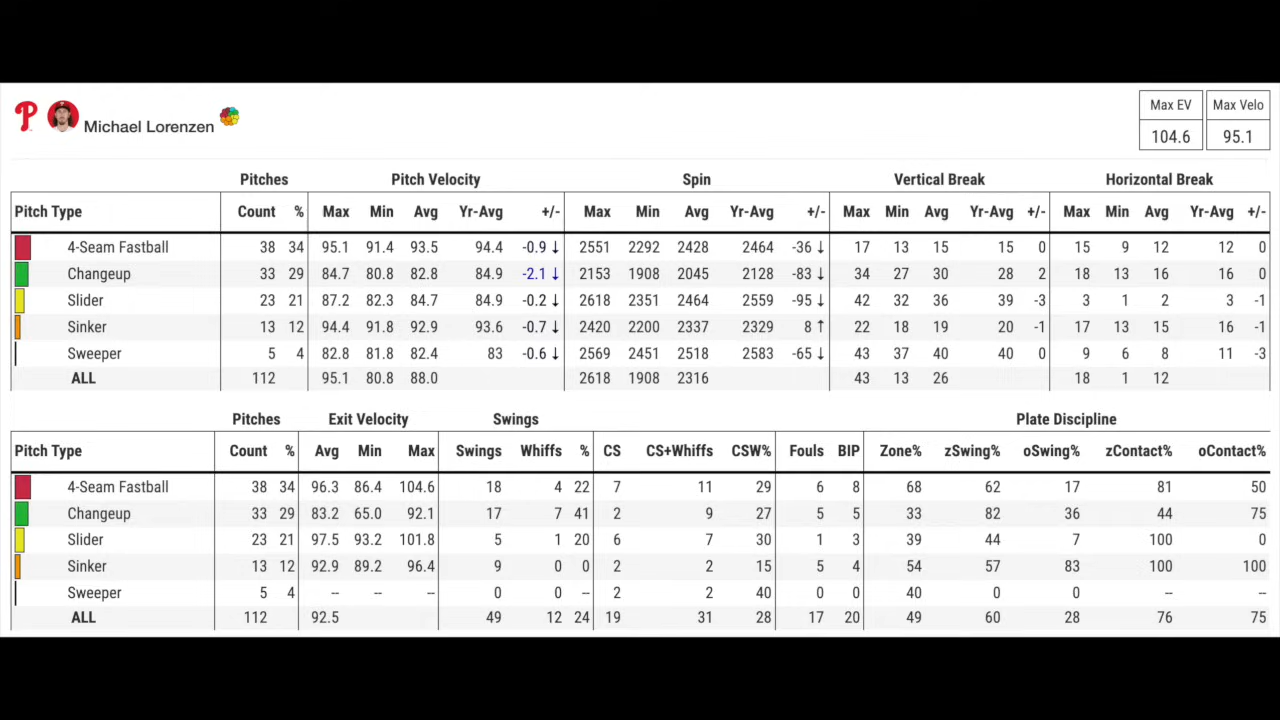 P
Michael Lorenzen
Max EV Max Velo
104.6 95.1
Pitches Pitch Velocity Spin Vertical Break Horizontal Break
Pitch Type Count % Max Min Avg Yr-Avg +/- Max Min Avg Yr-Avg +/- Max Min Avg Yr-Avg +/- Max Min Avg Yr-Avg +/-
4-Seam Fastball 38 34 95.1 91.4 93.5 94.4 -0.9 ↓ 2551 2292 2428 2464 -36 ↓ 17 13 15 15 0 15 9 12 12 0
Changeup 33 29 84.7 80.8 82.8 84.9 -2.1 ↓ 2153 1908 2045 2128 -83 ↓ 34 27 30 28 2 18 13 16 16 0
Slider 23 21 87.2 82.3 84.7 84.9 -0.2 ↓ 2618 2351 2464 2559 -95 ↓ 42 32 36 39 -3 3 1 2 3 -1
Sinker 13 12 94.4 91.8 92.9 93.6 -0.7 ↓ 2420 2200 2337 2329 8 ↑ 22 18 19 20 -1 17 13 15 16 -1
Sweeper 5 4 82.8 81.8 82.4 83 -0.6 ↓ 2569 2451 2518 2583 -65 ↓ 43 37 40 40 0 9 6 8 11 -3
ALL 112 95.1 80.8 88.0 2618 1908 2316 43 13 26 18 1 12
Pitches Exit Velocity Swings Plate Discipline
Pitch Type Count % Avg Min Max Swings Whiffs % CS CS+Whiffs CSW% Fouls BIP Zone% zSwing% oSwing% zContact% oContact%
4-Seam Fastball 38 34 96.3 86.4 104.6 18 4 22 7 11 29 6 8 68 62 17 81 50
Changeup 33 29 83.2 65.0 92.1 17 7 41 2 9 27 5 5 33 82 36 44 75
Slider 23 21 97.5 93.2 101.8 5 1 20 6 7 30 1 3 39 44 7 100 0
Sinker 13 12 92.9 89.2 96.4 9 0 0 2 2 15 5 4 54 57 83 100 100
Sweeper 5 4 -- -- -- 0 0 -- 2 2 40 0 0 40 0 0 -- --
ALL 112 92.5 49 12 24 19 31 28 17 20 49 60 28 76 75